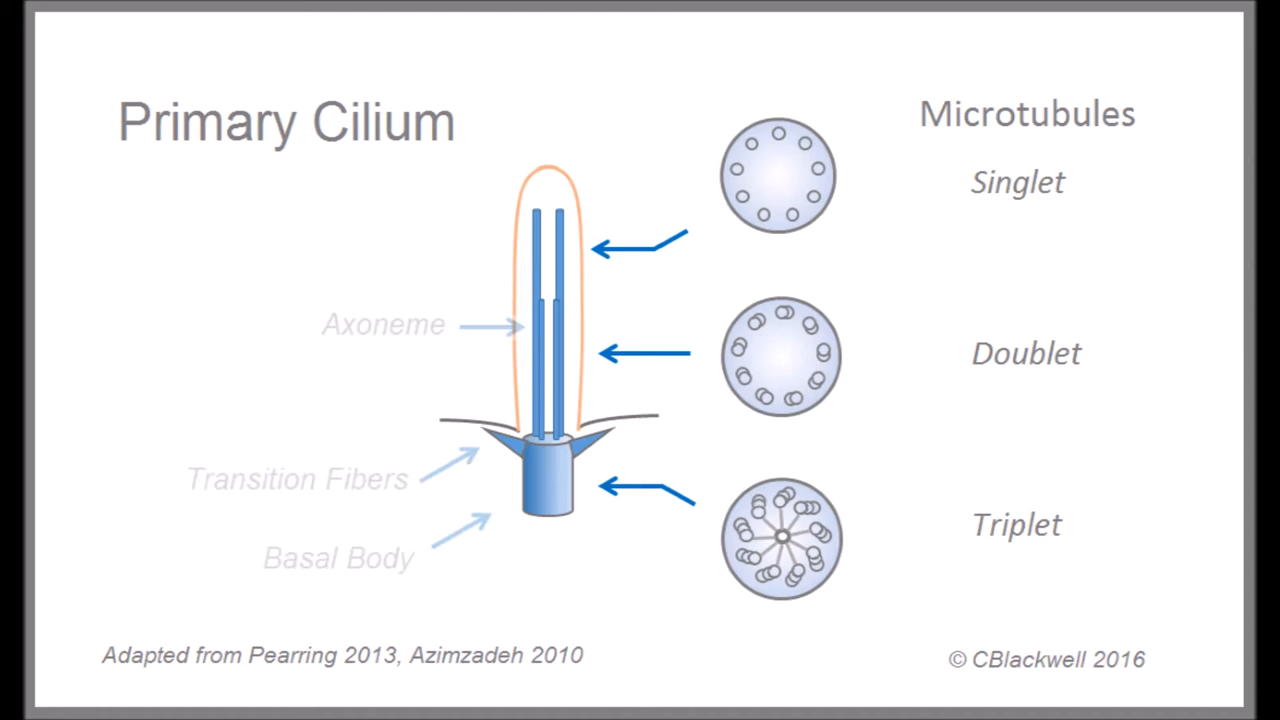 Primary Cilium
Microtubules
Singlet
Axoneme
Doublet
Transition Fibers
Triplet
Basal Body
Adapted from Pearring 2013, Azimzadeh 2010
© CBlackwell 2016